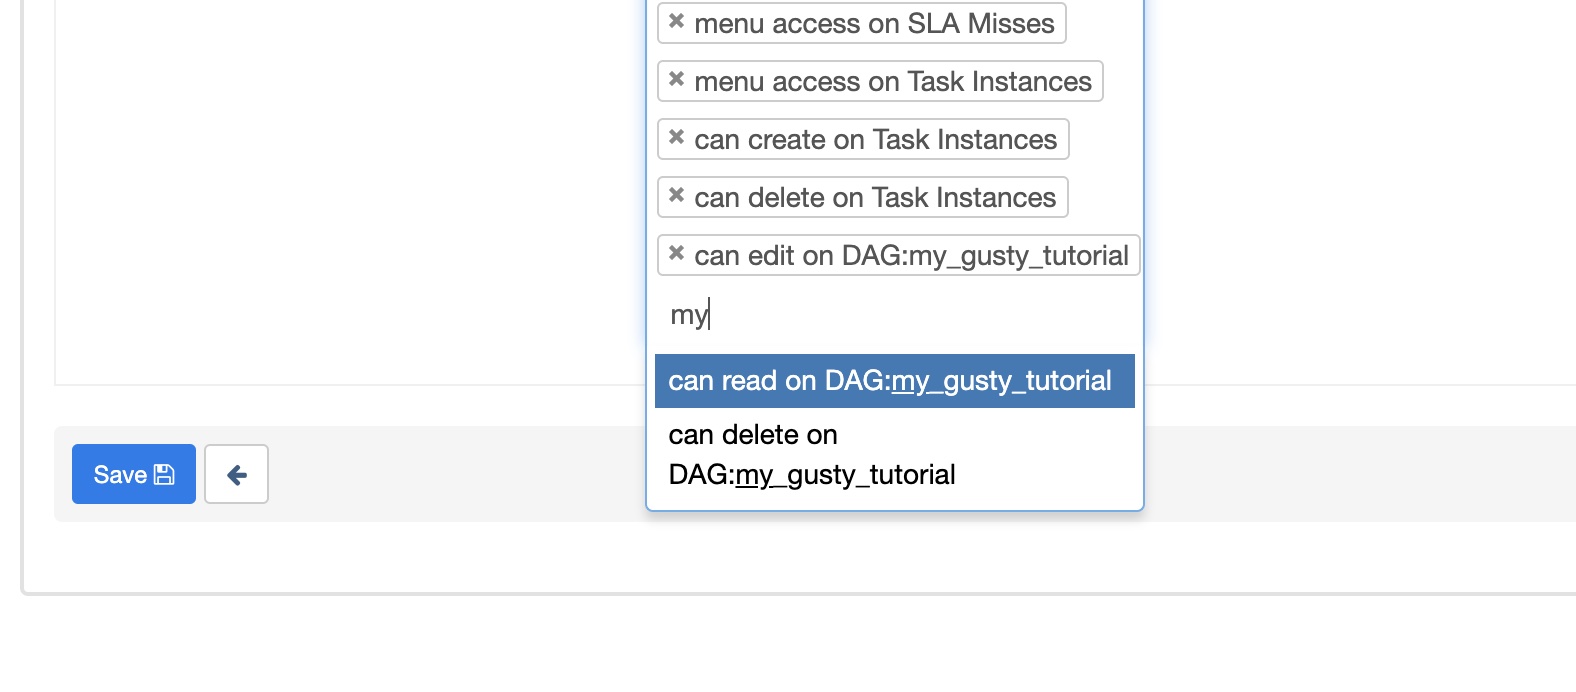 menu access on SLA Misses
menu access on Task Instances
can create on Task Instances
can delete on Task Instances
can edit on DAG:my_gusty_tutorial
my
can read on DAG:my_gusty_tutorial
can delete on
DAG:my_gusty_tutorial
Save